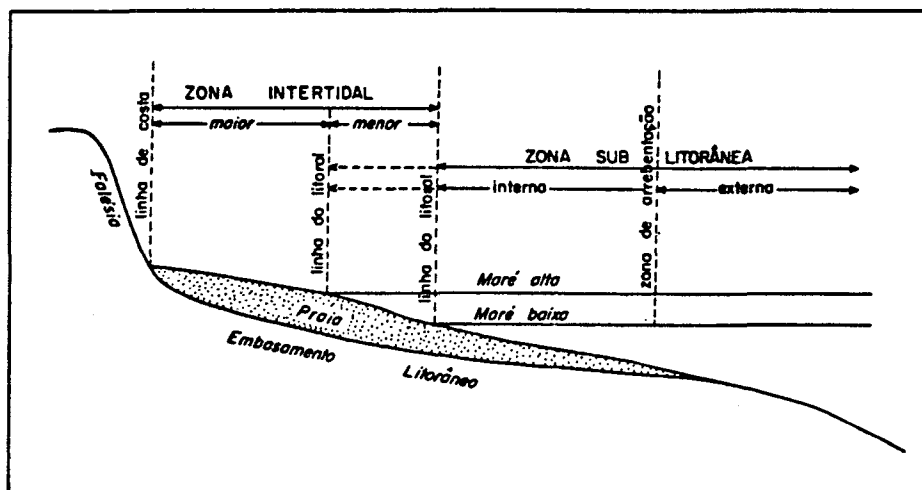 ZONA INTERTIDAL
maior
menor
ZONA SUB LITORÂNEA
interna
externa
linha de costa
linha do litoral
linha do litoral
zona de arrebentação
Falésia
Maré alta
Maré baixa
Praia
Embasamento Litorâneo